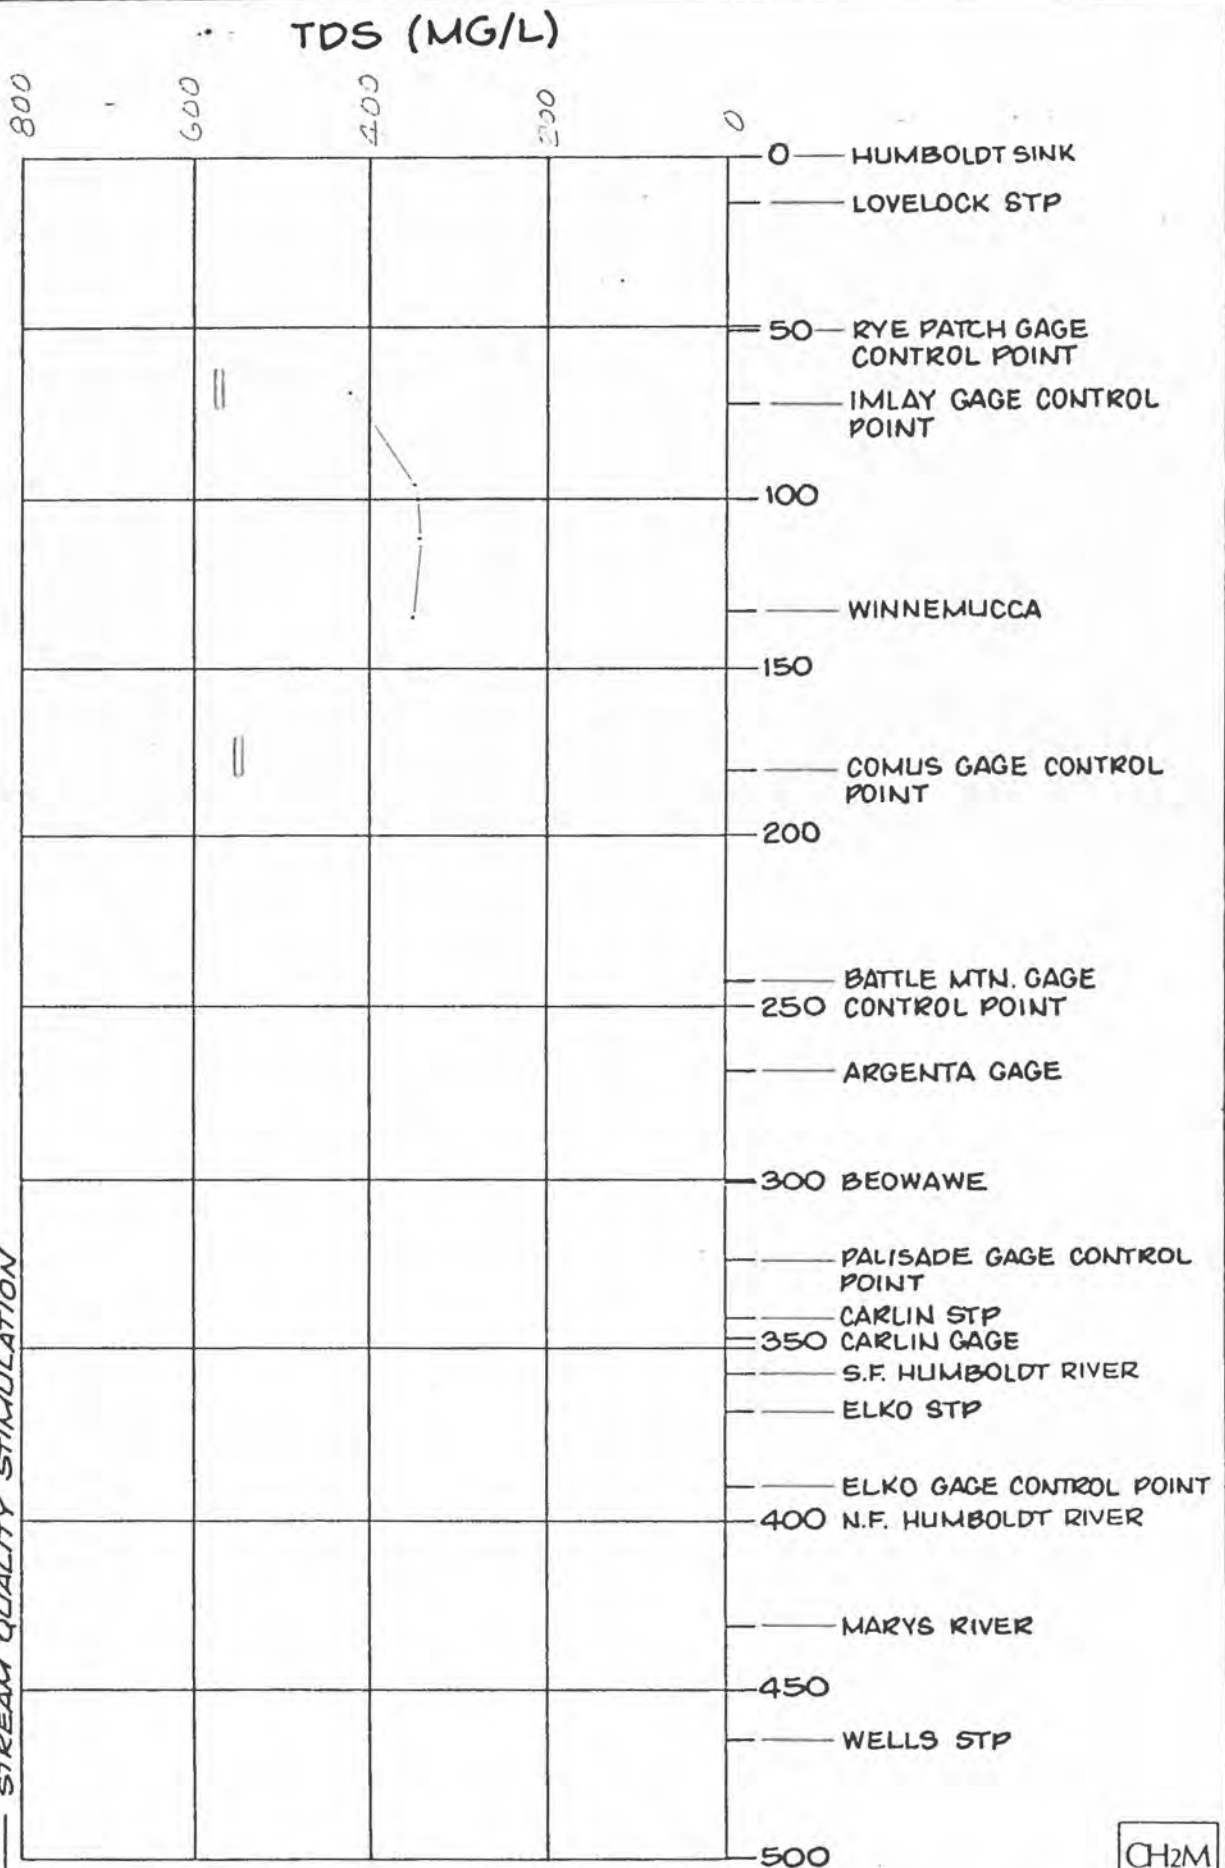 TDS (MG/L)
800
600
400
200
0
0 HUMBOLDT SINK
LOVELOCK STP
50 RYE PATCH GAGE
CONTROL POINT
IMLAY GAGE CONTROL
POINT
100
WINNEMUCCA
150
COMUS GAGE CONTROL
POINT
200
BATTLE MTN. GAGE
250 CONTROL POINT
ARGENTA GAGE
300 BEOWAWE
PALISADE GAGE CONTROL
POINT
CARLIN STP
350 CARLIN GAGE
S.F. HUMBOLDT RIVER
ELKO STP
ELKO GAGE CONTROL POINT
400 N.F. HUMBOLDT RIVER
MARYS RIVER
450
WELLS STP
500
STREAM QUALITY STIMULATION
CH2M